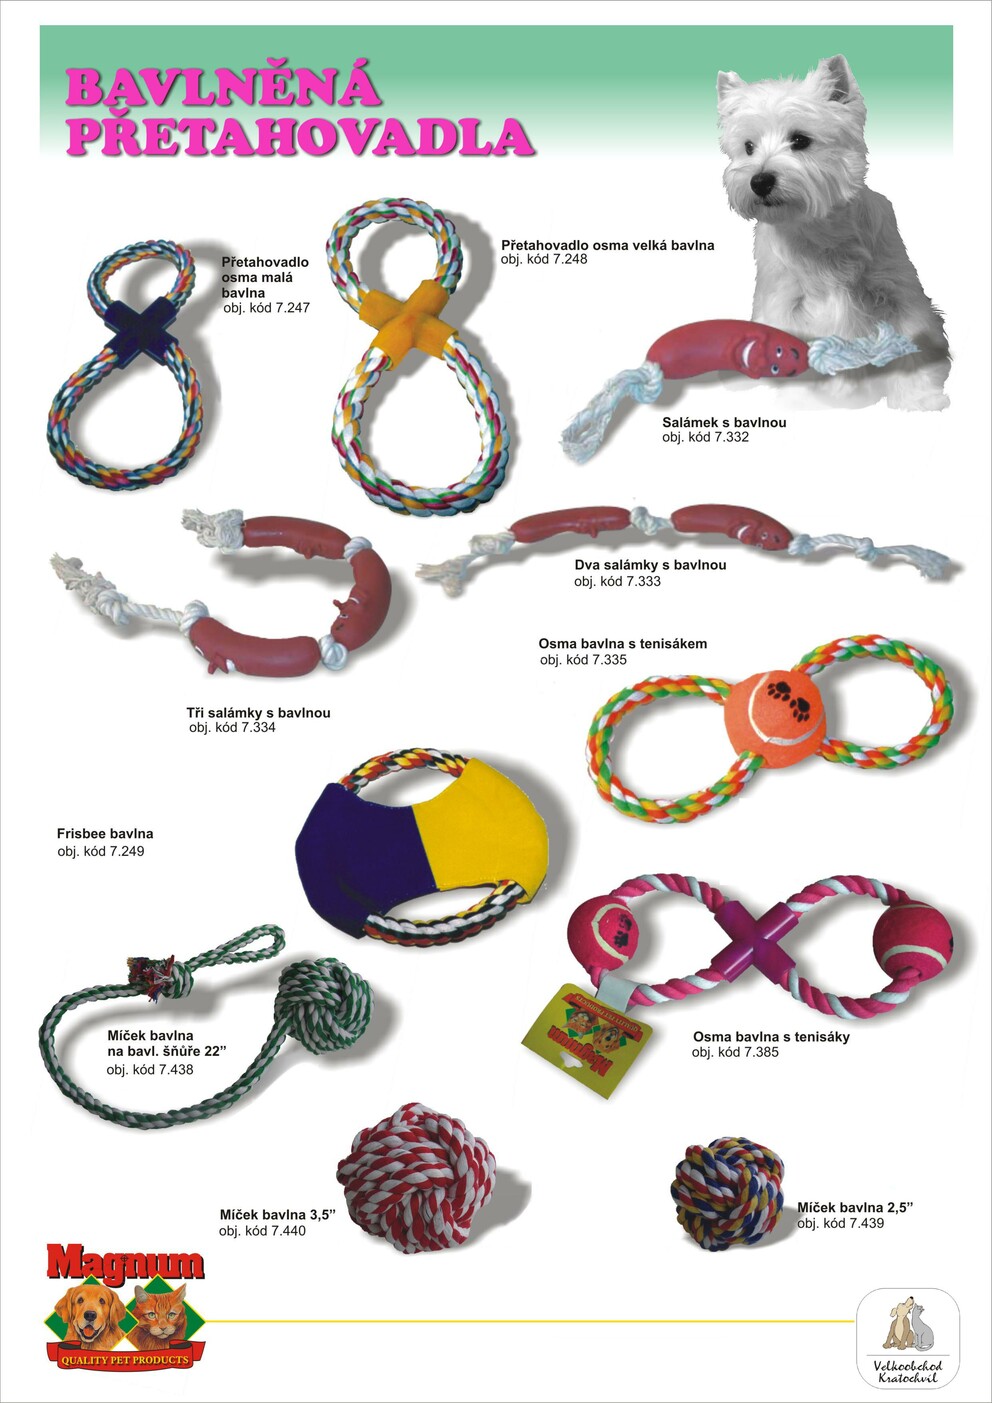 BAVLNĚNÁ
PŘETAHOVADLA
Přetahovadlo
osma malá
bavlna
obj. kód 7.247
Přetahovadlo osma velká bavlna
obj. kód 7.248
Salámek s bavlnou
obj. kód 7.332
Dva salámky s bavlnou
obj. kód 7.333
Tři salámky s bavlnou
obj. kód 7.334
Osma bavlna s tenisákem
obj. kód 7.335
Frisbee bavlna
obj. kód 7.249
Míček bavlna
na bavl. šňůře 22”
obj. kód 7.438
Magnum
QUALITY PET PRODUCTS
Osma bavlna s tenisáky
obj. kód 7.385
Míček bavlna 3,5”
obj. kód 7.440
Míček bavlna 2,5”
obj. kód 7.439
Magnum
QUALITY PET PRODUCTS
Velkoobchod
Kratochvíl